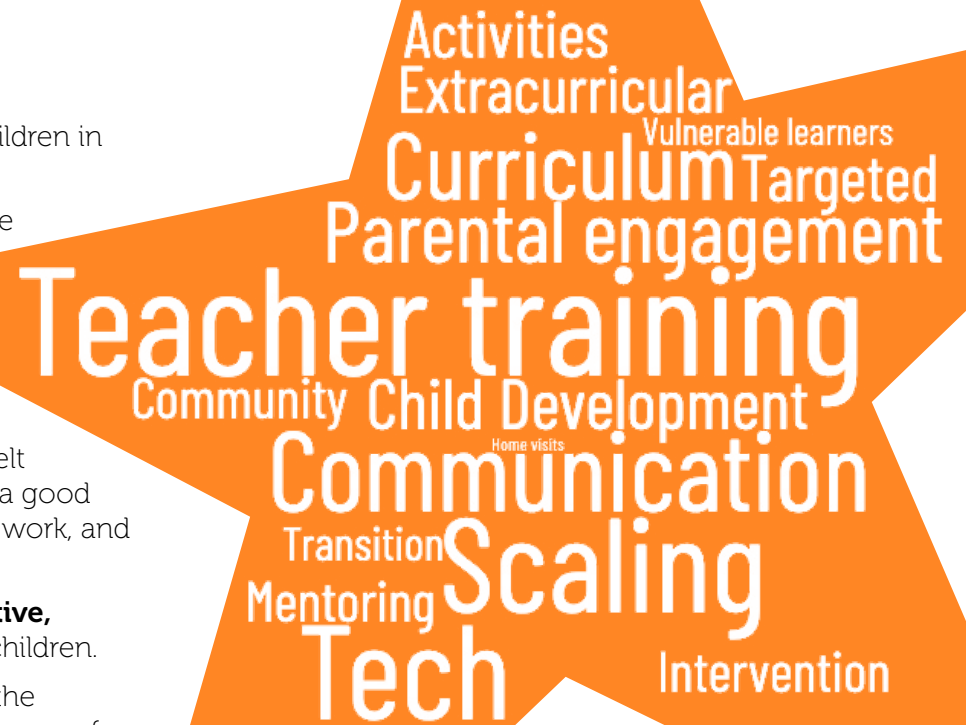 ildren in
e
elt
a good
work, and
tive,
children.
the
Activities
Extracurricular
Vulnerable learners
Curriculum Targeted
Parental engagement
Teacher training
Community Child Development
Home visits
Communication
Transition Scaling
Mentoring
Tech
Intervention